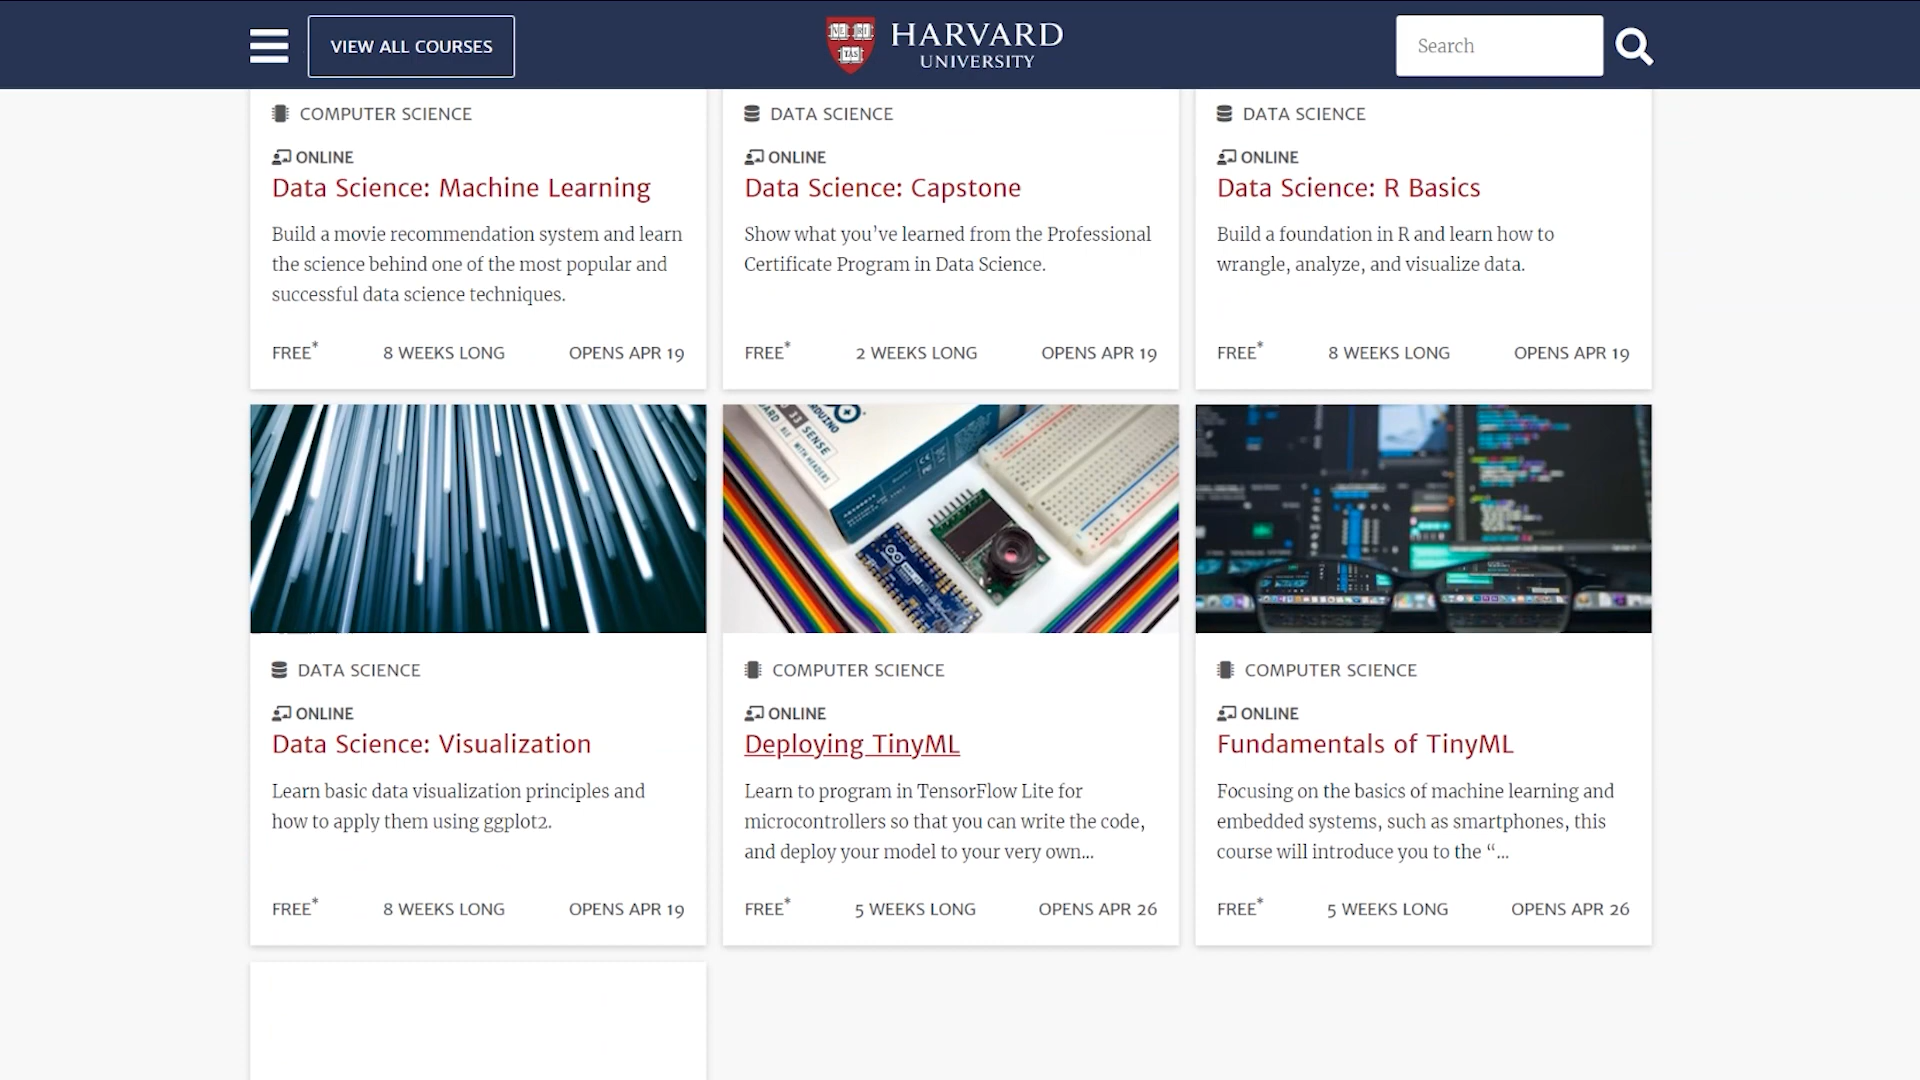 VIEW ALL COURSES
HARVARD
UNIVERSITY
Search
COMPUTER SCIENCE
ONLINE
Data Science: Machine Learning
Build a movie recommendation system and learn
the science behind one of the most popular and
successful data science techniques.
FREE* 8 WEEKS LONG OPENS APR 19
DATA SCIENCE
ONLINE
Data Science: Capstone
Show what you’ve learned from the Professional
Certificate Program in Data Science.
FREE* 2 WEEKS LONG OPENS APR 19
DATA SCIENCE
ONLINE
Data Science: R Basics
Build a foundation in R and learn how to
wrangle, analyze, and visualize data.
FREE* 8 WEEKS LONG OPENS APR 19
DATA SCIENCE
ONLINE
Data Science: Visualization
Learn basic data visualization principles and
how to apply them using ggplot2.
FREE* 8 WEEKS LONG OPENS APR 19
ARDUINO
33 SENSE
WITH HEADERS
COMPUTER SCIENCE
ONLINE
Deploying TinyML
Learn to program in TensorFlow Lite for
microcontrollers so that you can write the code,
and deploy your model to your very own...
FREE* 5 WEEKS LONG OPENS APR 26
COMPUTER SCIENCE
ONLINE
Fundamentals of TinyML
Focusing on the basics of machine learning and
embedded systems, such as smartphones, this
course will introduce you to the “...
FREE* 5 WEEKS LONG OPENS APR 26